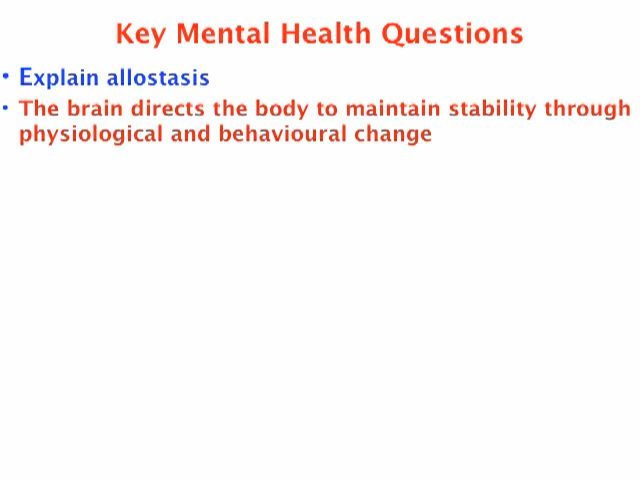 Key Mental Health Questions
• Explain allostasis
• The brain directs the body to maintain stability through
physiological and behavioural change